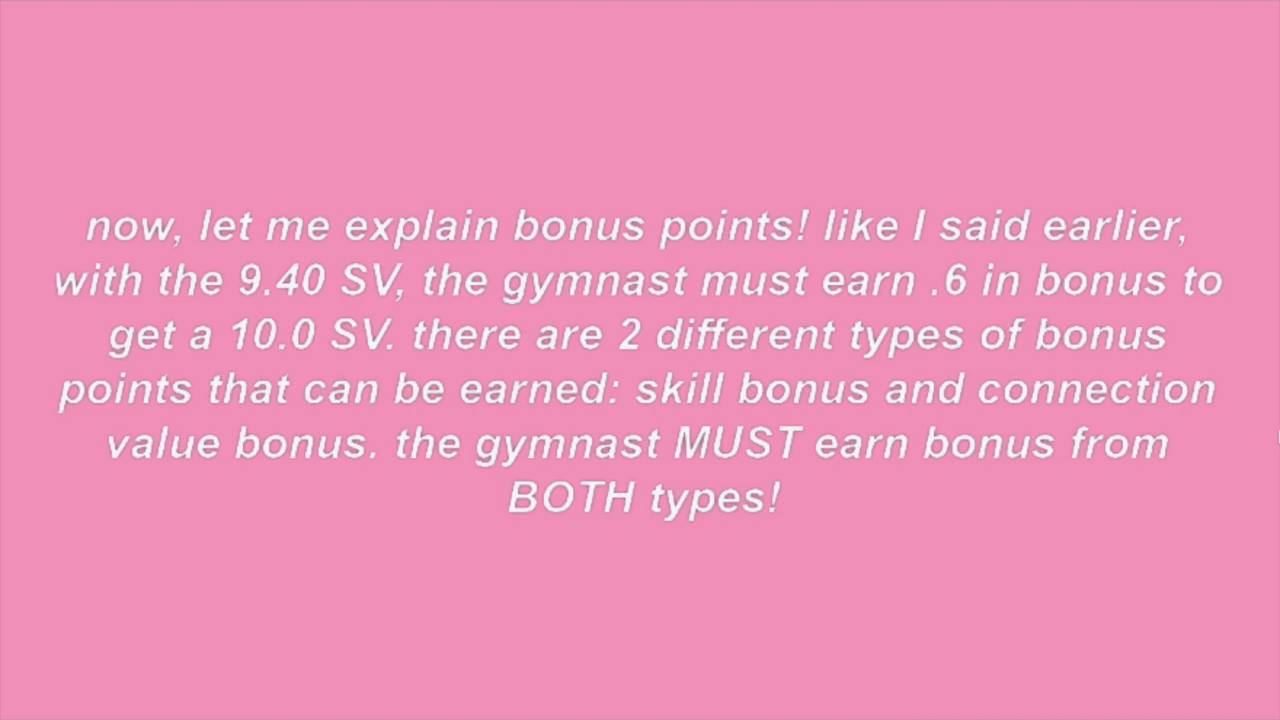 now, let me explain bonus points! like I said earlier,
with the 9.40 SV, the gymnast must earn .6 in bonus to
get a 10.0 SV. there are 2 different types of bonus
points that can be earned: skill bonus and connection
value bonus. the gymnast MUST earn bonus from
BOTH types!